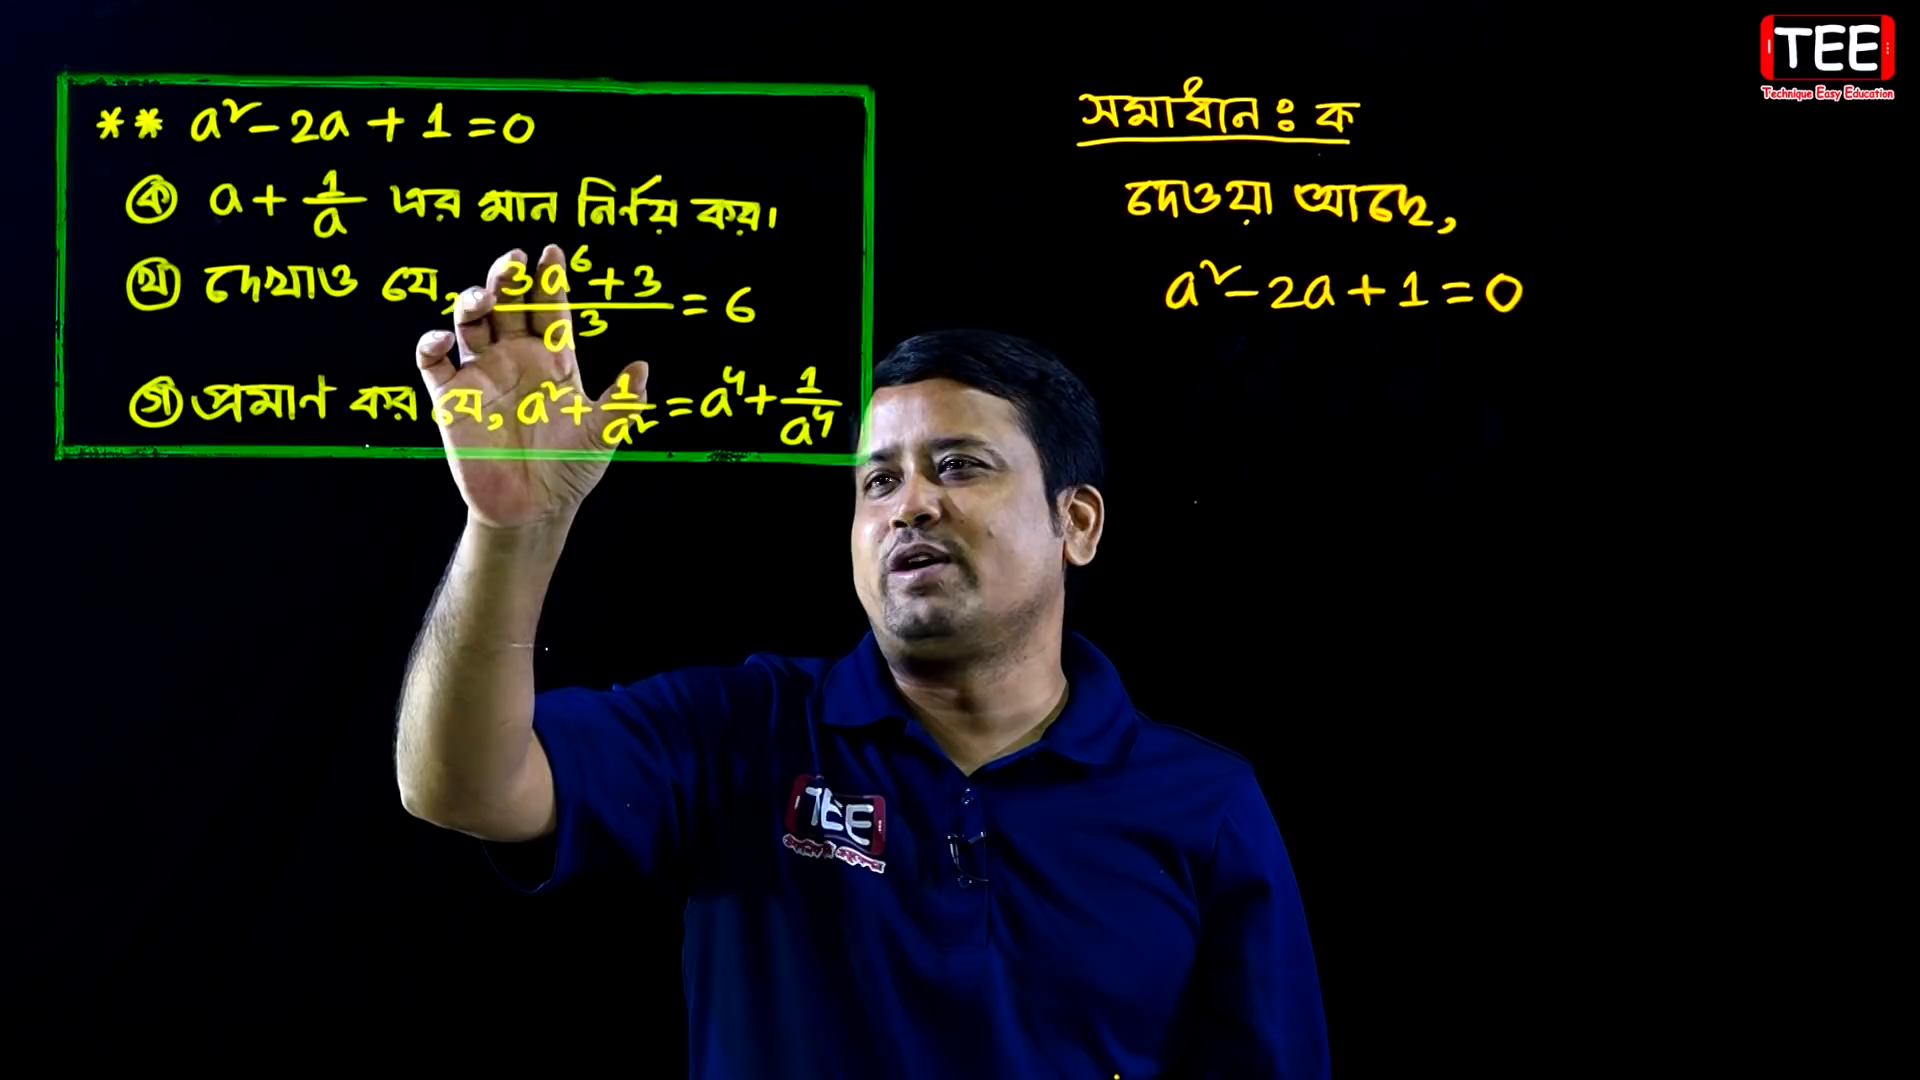 ** a² - 2a + 1 = 0
ক a + 1/a এর মান নির্ণয় কর।
খ দেখাও যে, (3a⁶ + 3)/a³ = 6
গ প্রমাণ কর যে, a² + 1/a² = a⁴ + 1/a⁴
সমাধান : ক
দেওয়া আছে,
a² - 2a + 1 = 0
TEE
Technique Easy Education
TEE